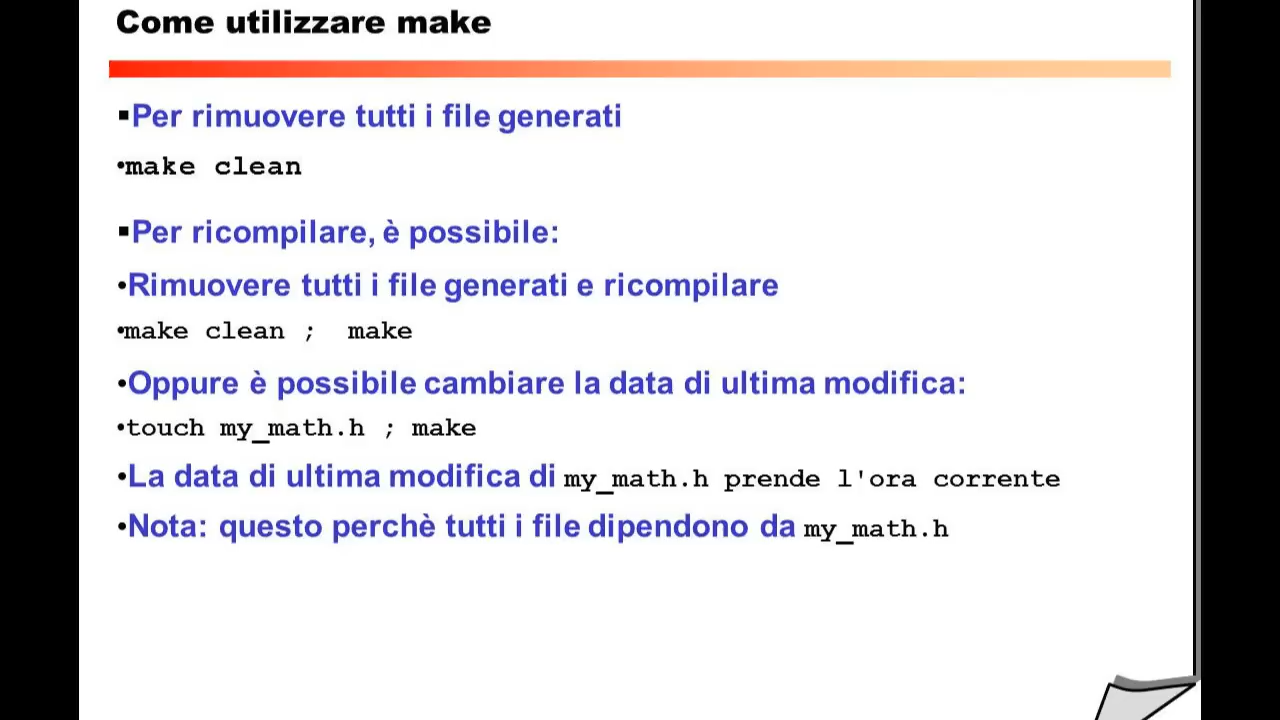 Come utilizzare make
▪Per rimuovere tutti i file generati
•make clean
▪Per ricompilare, è possibile:
•Rimuovere tutti i file generati e ricompilare
•make clean ;  make
•Oppure è possibile cambiare la data di ultima modifica:
•touch my_math.h ; make
•La data di ultima modifica di my_math.h prende l'ora corrente
•Nota: questo perchè tutti i file dipendono da my_math.h